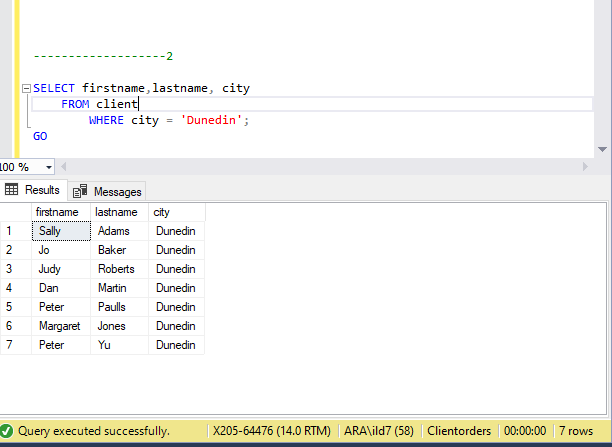 -------------------2
SELECT firstname,lastname, city
FROM client
WHERE city = 'Dunedin';
GO
100 %
Results Messages
firstname lastname city
1 Sally Adams Dunedin
2 Jo Baker Dunedin
3 Judy Roberts Dunedin
4 Dan Martin Dunedin
5 Peter Paulls Dunedin
6 Margaret Jones Dunedin
7 Peter Yu Dunedin
Query executed successfully. X205-64476 (14.0 RTM) ARA\ild7 (58) Clientorders 00:00:00 7 rows